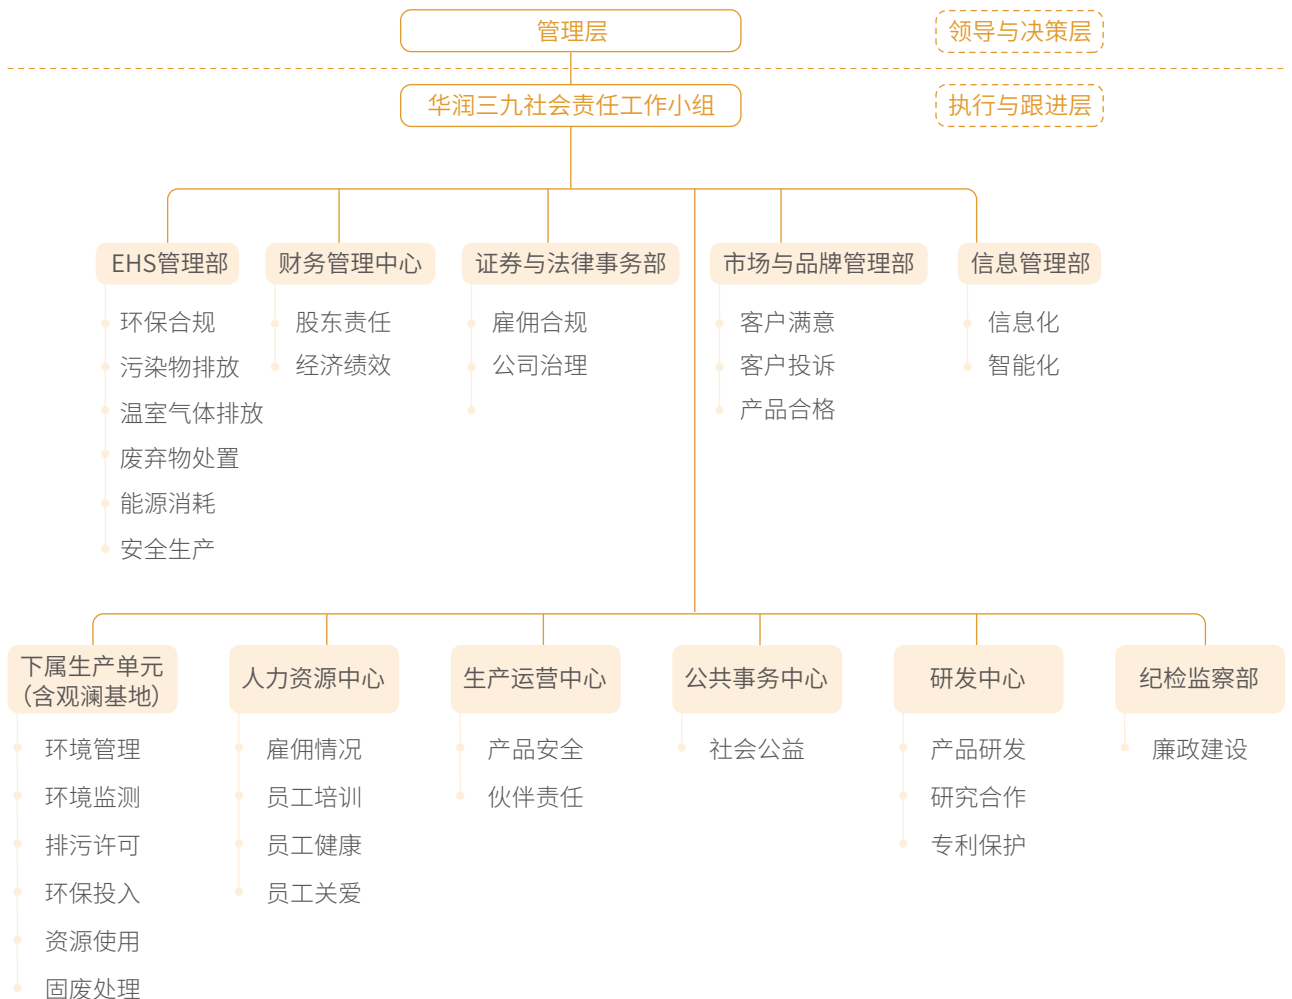 管理层
领导与决策层
华润三九社会责任工作小组
执行与跟进层
EHS管理部
环保合规
污染物排放
温室气体排放
废弃物处置
能源消耗
安全生产
财务管理中心
股东责任
经济绩效
证券与法律事务部
雇佣合规
公司治理
市场与品牌管理部
客户满意
客户投诉
产品合格
信息管理部
信息化
智能化
下属生产单元
(含观澜基地)
环境管理
环境监测
排污许可
环保投入
资源使用
固废处理
人力资源中心
雇佣情况
员工培训
员工健康
员工关爱
生产运营中心
产品安全
伙伴责任
公共事务中心
社会公益
研发中心
产品研发
研究合作
专利保护
纪检监察部
廉政建设